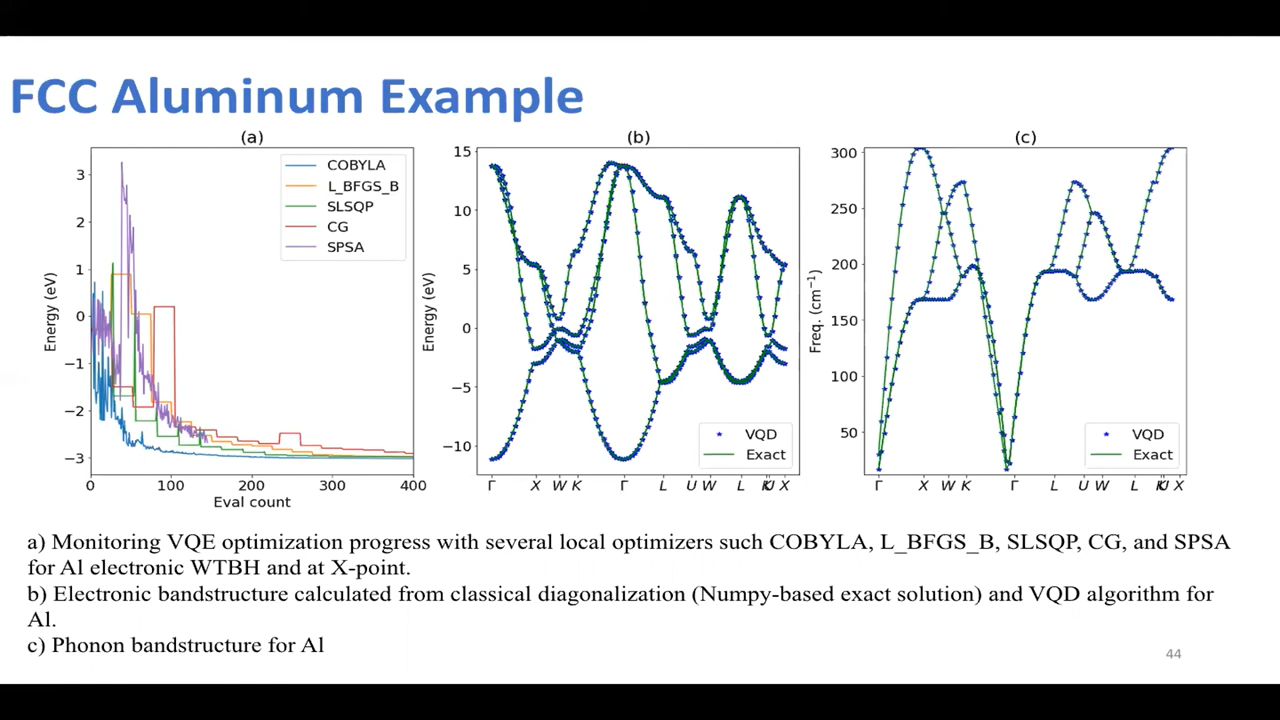 FCC Aluminum Example
(a)
3
2
1
0
−1
−2
−3
Energy (eV)
0 100 200 300 400
Eval count
COBYLA
L_BFGS_B
SLSQP
CG
SPSA
(b)
15
10
5
0
−5
−10
Energy (eV)
Γ X W K Γ L U W L K U X
VQD
Exact
(c)
300
250
200
150
100
50
Freq. (cm⁻¹)
Γ X W K Γ L U W L K U X
VQD
Exact
a) Monitoring VQE optimization progress with several local optimizers such COBYLA, L_BFGS_B, SLSQP, CG, and SPSA
for Al electronic WTBH and at X-point.
b) Electronic bandstructure calculated from classical diagonalization (Numpy-based exact solution) and VQD algorithm for
Al.
c) Phonon bandstructure for Al
44